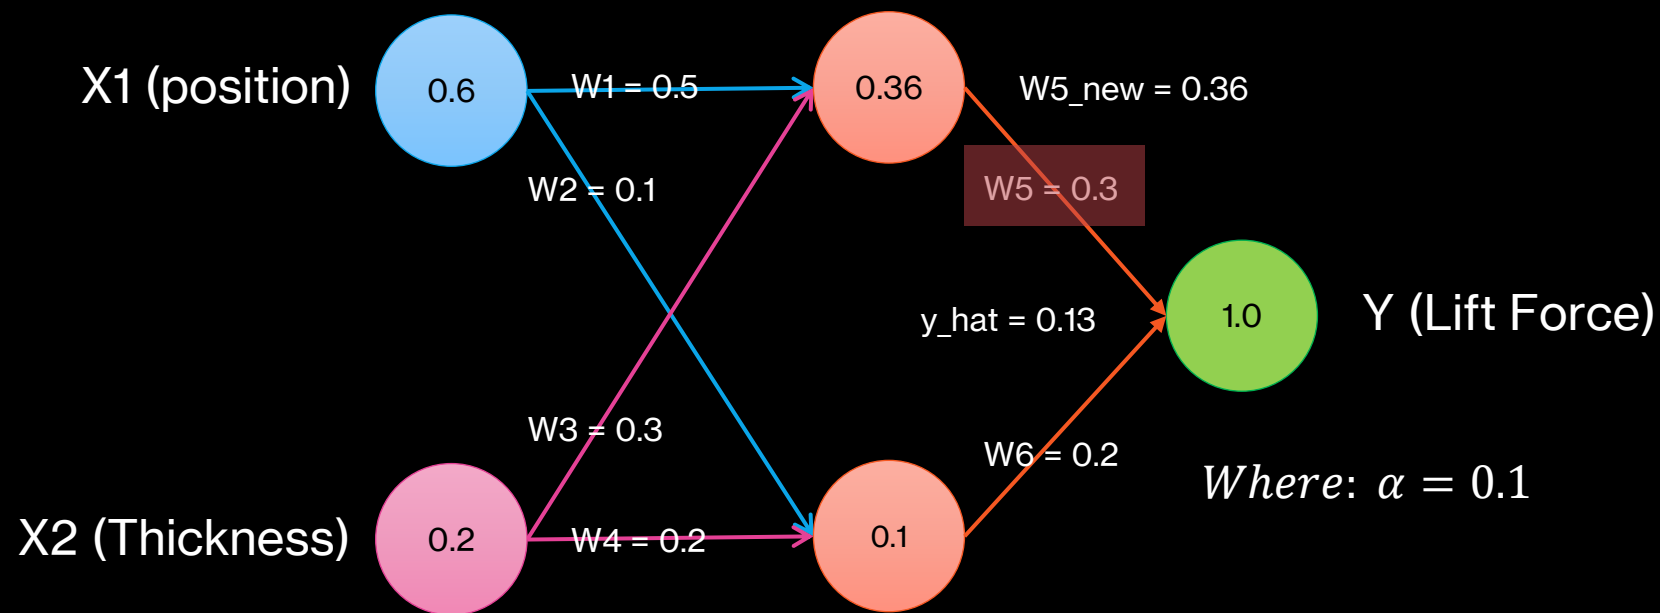 X1 (position)
0.6
W1 = 0.5
0.36
W5_new = 0.36
W2 = 0.1
W5 = 0.3
y_hat = 0.13
1.0
Y (Lift Force)
W3 = 0.3
W6 = 0.2
Where: α = 0.1
X2 (Thickness)
0.2
W4 = 0.2
0.1